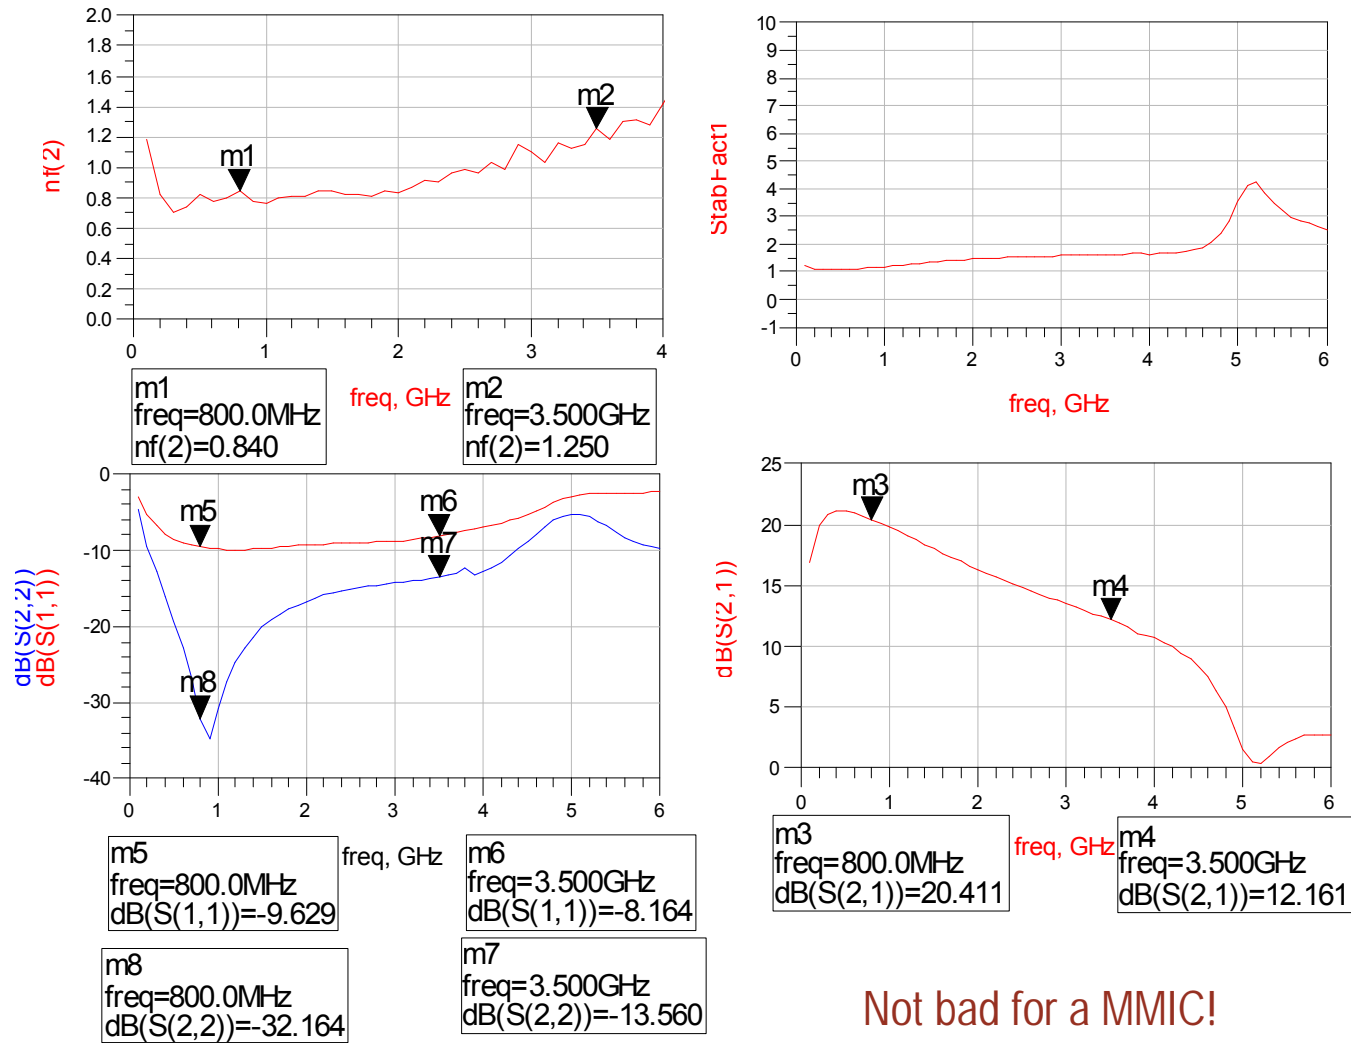 2.0
1.8
1.6
1.4
1.2
1.0
0.8
0.6
0.4
0.2
0.0
nf(2)
m1
m2
0 1 2 3 4
freq, GHz
m1
freq=800.0MHz
nf(2)=0.840
m2
freq=3.500GHz
nf(2)=1.250
10
9
8
7
6
5
4
3
2
1
0
-1
StabFact1
0 1 2 3 4 5 6
freq, GHz
0
-10
-20
-30
-40
dB(S(2,2))
dB(S(1,1))
m5
m6
m7
m8
0 1 2 3 4 5 6
freq, GHz
m5
freq=800.0MHz
dB(S(1,1))=-9.629
m6
freq=3.500GHz
dB(S(1,1))=-8.164
m8
freq=800.0MHz
dB(S(2,2))=-32.164
m7
freq=3.500GHz
dB(S(2,2))=-13.560
25
20
15
10
5
0
dB(S(2,1))
m3
m4
0 1 2 3 4 5 6
freq, GHz
m3
freq=800.0MHz
dB(S(2,1))=20.411
m4
freq=3.500GHz
dB(S(2,1))=12.161
Not bad for a MMIC!